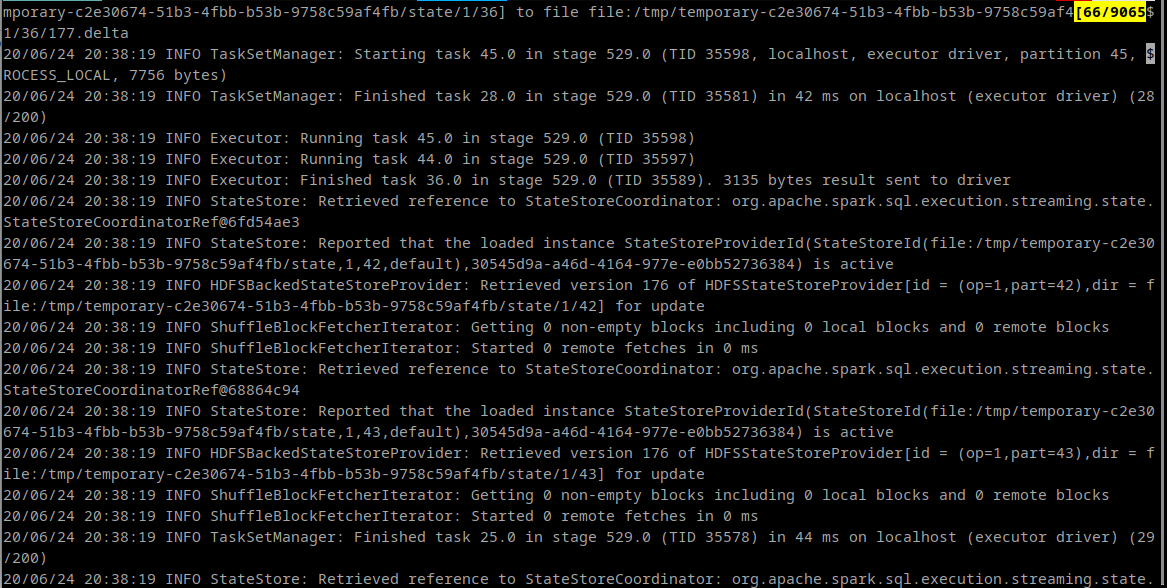 mporary-c2e30674-51b3-4fbb-b53b-9758c59af4fb/state/1/36] to file file:/tmp/temporary-c2e30674-51b3-4fbb-b53b-9758c59af4[66/9065$
1/36/177.delta
20/06/24 20:38:19 INFO TaskSetManager: Starting task 45.0 in stage 529.0 (TID 35598, localhost, executor driver, partition 45, $
ROCESS_LOCAL, 7756 bytes)
20/06/24 20:38:19 INFO TaskSetManager: Finished task 28.0 in stage 529.0 (TID 35581) in 42 ms on localhost (executor driver) (28
/200)
20/06/24 20:38:19 INFO Executor: Running task 45.0 in stage 529.0 (TID 35598)
20/06/24 20:38:19 INFO Executor: Running task 44.0 in stage 529.0 (TID 35597)
20/06/24 20:38:19 INFO Executor: Finished task 36.0 in stage 529.0 (TID 35589). 3135 bytes result sent to driver
20/06/24 20:38:19 INFO StateStore: Retrieved reference to StateStoreCoordinator: org.apache.spark.sql.execution.streaming.state.
StateStoreCoordinatorRef@6fd54ae3
20/06/24 20:38:19 INFO StateStore: Reported that the loaded instance StateStoreProviderId(StateStoreId(file:/tmp/temporary-c2e30
674-51b3-4fbb-b53b-9758c59af4fb/state,1,42,default),30545d9a-a46d-4164-977e-e0bb52736384) is active
20/06/24 20:38:19 INFO HDFSBackedStateStoreProvider: Retrieved version 176 of HDFSStateStoreProvider[id = (op=1,part=42),dir = f
ile:/tmp/temporary-c2e30674-51b3-4fbb-b53b-9758c59af4fb/state/1/42] for update
20/06/24 20:38:19 INFO ShuffleBlockFetcherIterator: Getting 0 non-empty blocks including 0 local blocks and 0 remote blocks
20/06/24 20:38:19 INFO ShuffleBlockFetcherIterator: Started 0 remote fetches in 0 ms
20/06/24 20:38:19 INFO StateStore: Retrieved reference to StateStoreCoordinator: org.apache.spark.sql.execution.streaming.state.
StateStoreCoordinatorRef@68864c94
20/06/24 20:38:19 INFO StateStore: Reported that the loaded instance StateStoreProviderId(StateStoreId(file:/tmp/temporary-c2e30
674-51b3-4fbb-b53b-9758c59af4fb/state,1,43,default),30545d9a-a46d-4164-977e-e0bb52736384) is active
20/06/24 20:38:19 INFO HDFSBackedStateStoreProvider: Retrieved version 176 of HDFSStateStoreProvider[id = (op=1,part=43),dir = f
ile:/tmp/temporary-c2e30674-51b3-4fbb-b53b-9758c59af4fb/state/1/43] for update
20/06/24 20:38:19 INFO ShuffleBlockFetcherIterator: Getting 0 non-empty blocks including 0 local blocks and 0 remote blocks
20/06/24 20:38:19 INFO ShuffleBlockFetcherIterator: Started 0 remote fetches in 0 ms
20/06/24 20:38:19 INFO TaskSetManager: Finished task 25.0 in stage 529.0 (TID 35578) in 44 ms on localhost (executor driver) (29
/200)
20/06/24 20:38:19 INFO StateStore: Retrieved reference to StateStoreCoordinator: org.apache.spark.sql.execution.streaming.state.